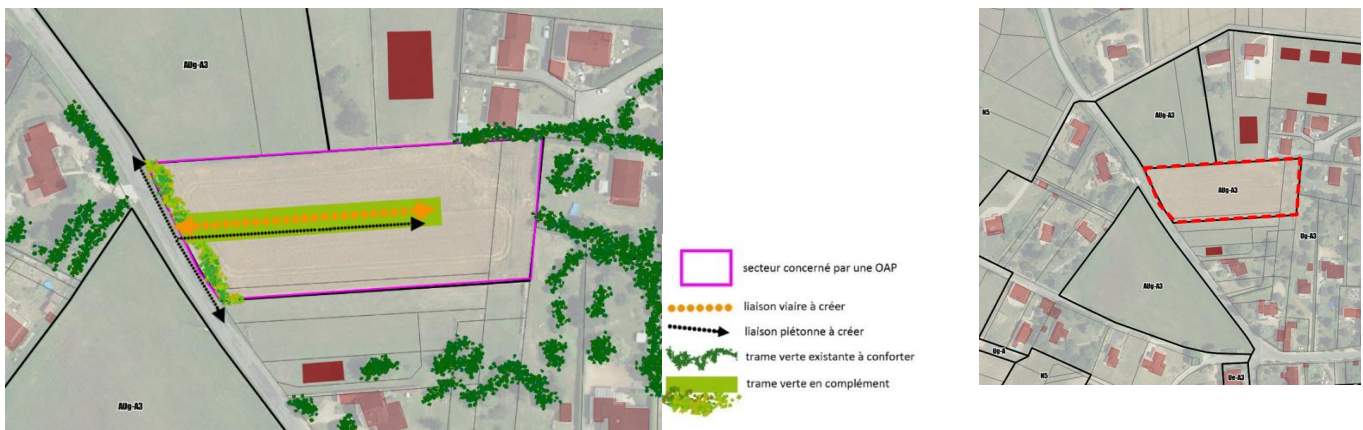 AUg-A3
AUg-A3
secteur concerné par une OAP
liaison viaire à créer
liaison piétonne à créer
trame verte existante à conforter
trame verte en complément
N5
AUg-A3
AUg-A3
Ug-A3
AUg-A3
Ug-A
N5
Ue-A3